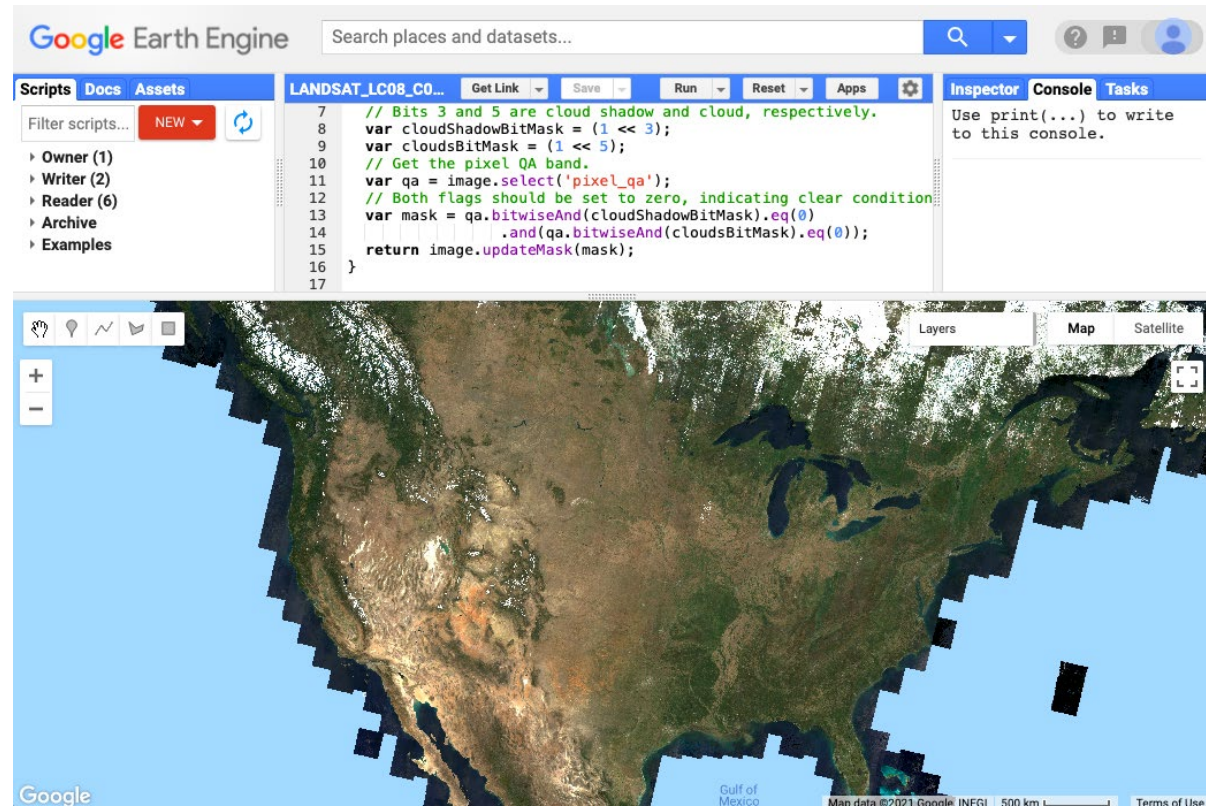 Google Earth Engine
Search places and datasets...
Scripts Docs Assets
Filter scripts... NEW
Owner (1)
Writer (2)
Reader (6)
Archive
Examples
LANDSAT_LC08_C0... Get Link Save Run Reset Apps
7 // Bits 3 and 5 are cloud shadow and cloud, respectively.
8 var cloudShadowBitMask = (1 << 3);
9 var cloudsBitMask = (1 << 5);
10 // Get the pixel QA band.
11 var qa = image.select('pixel_qa');
12 // Both flags should be set to zero, indicating clear condition
13 var mask = qa.bitwiseAnd(cloudShadowBitMask).eq(0)
14 .and(qa.bitwiseAnd(cloudsBitMask).eq(0));
15 return image.updateMask(mask);
16 }
17
Inspector Console Tasks
Use print(...) to write
to this console.
Layers Map Satellite
Gulf of
Mexico
Google Map data ©2021 Google, INEGI 500 km Terms of Use